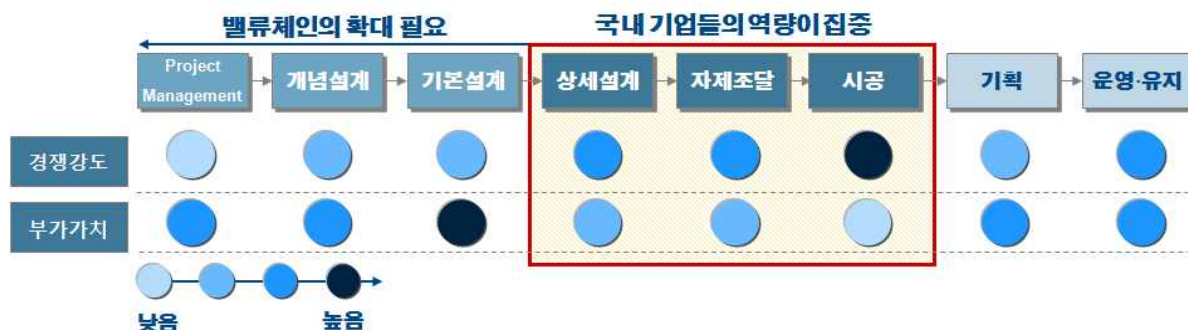 밸류체인의 확대 필요
국내 기업들의 역량이 집중
Project
Management
개념설계
기본설계
상세설계
자제조달
시공
기획
운영·유지
경쟁강도
부가가치
낮음
높음